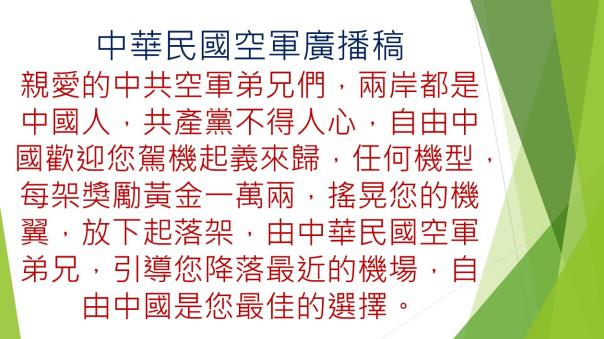 中華民國空軍廣播稿
親愛的中共空軍弟兄們，兩岸都是
中國人，共產黨不得人心，自由中
國歡迎您駕機起義來歸，任何機型，
每架獎勵黃金一萬兩，搖晃您的機
翼，放下起落架，由中華民國空軍
弟兄，引導您降落最近的機場，自
由中國是您最佳的選擇。